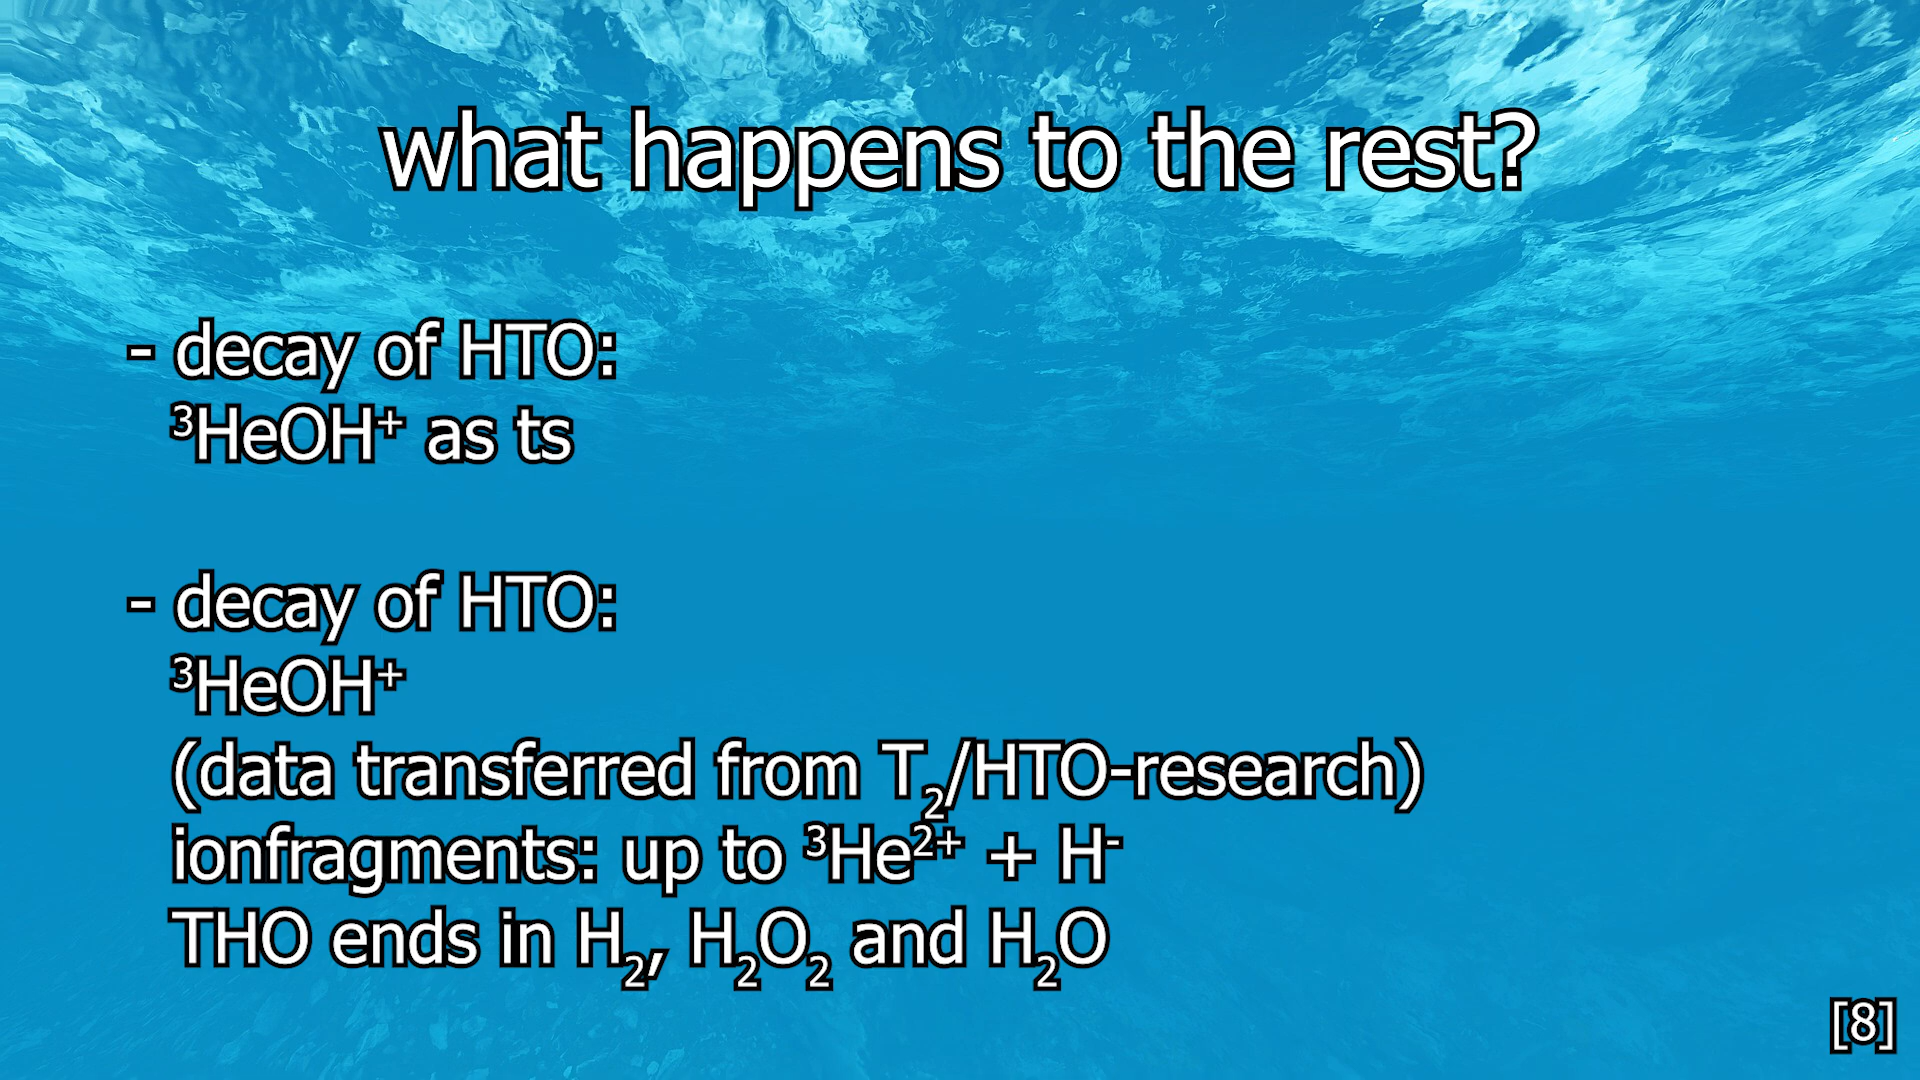 what happens to the rest?
- decay of HTO:
³HeOH⁺ as ts
- decay of HTO:
³HeOH⁺
(data transferred from T₂/HTO-research)
ionfragments: up to ³He²⁺ + H⁻
THO ends in H₂, H₂O₂ and H₂O
[8]